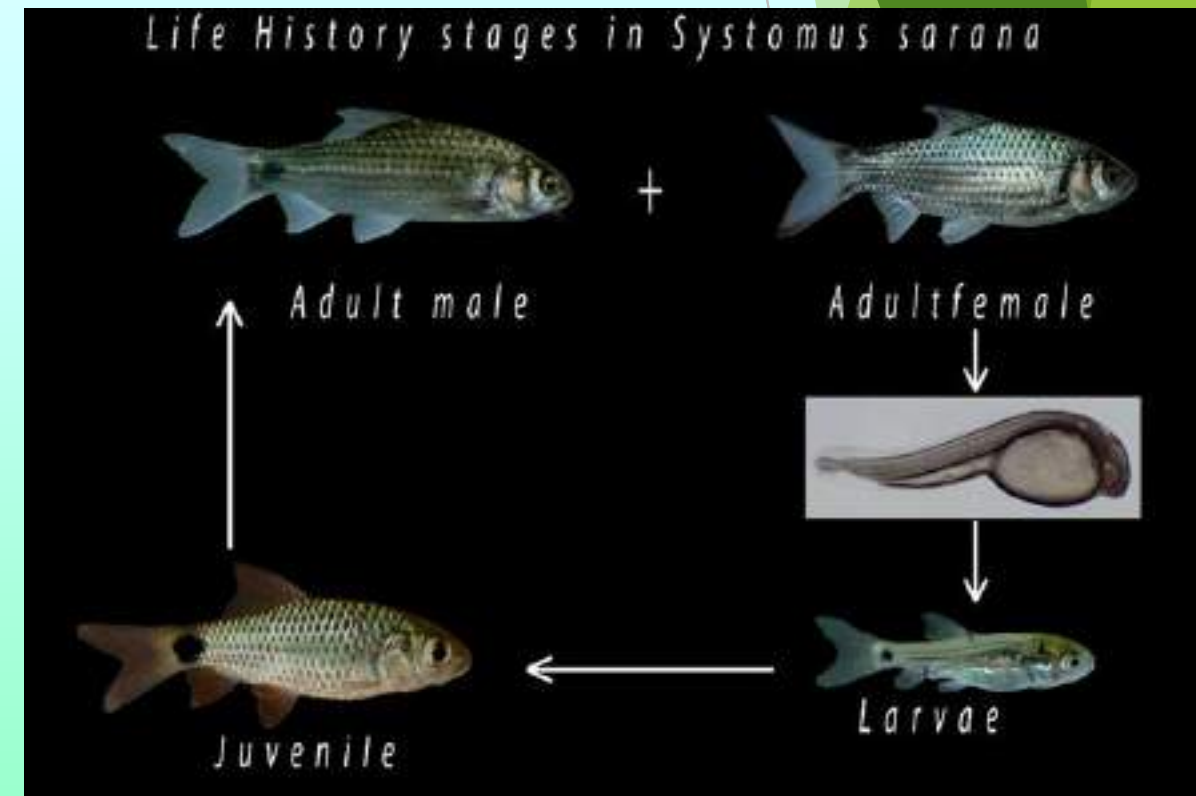 Life History stages in Systomus sarana
+
Adult male
Adultfemale
Larvae
Juvenile